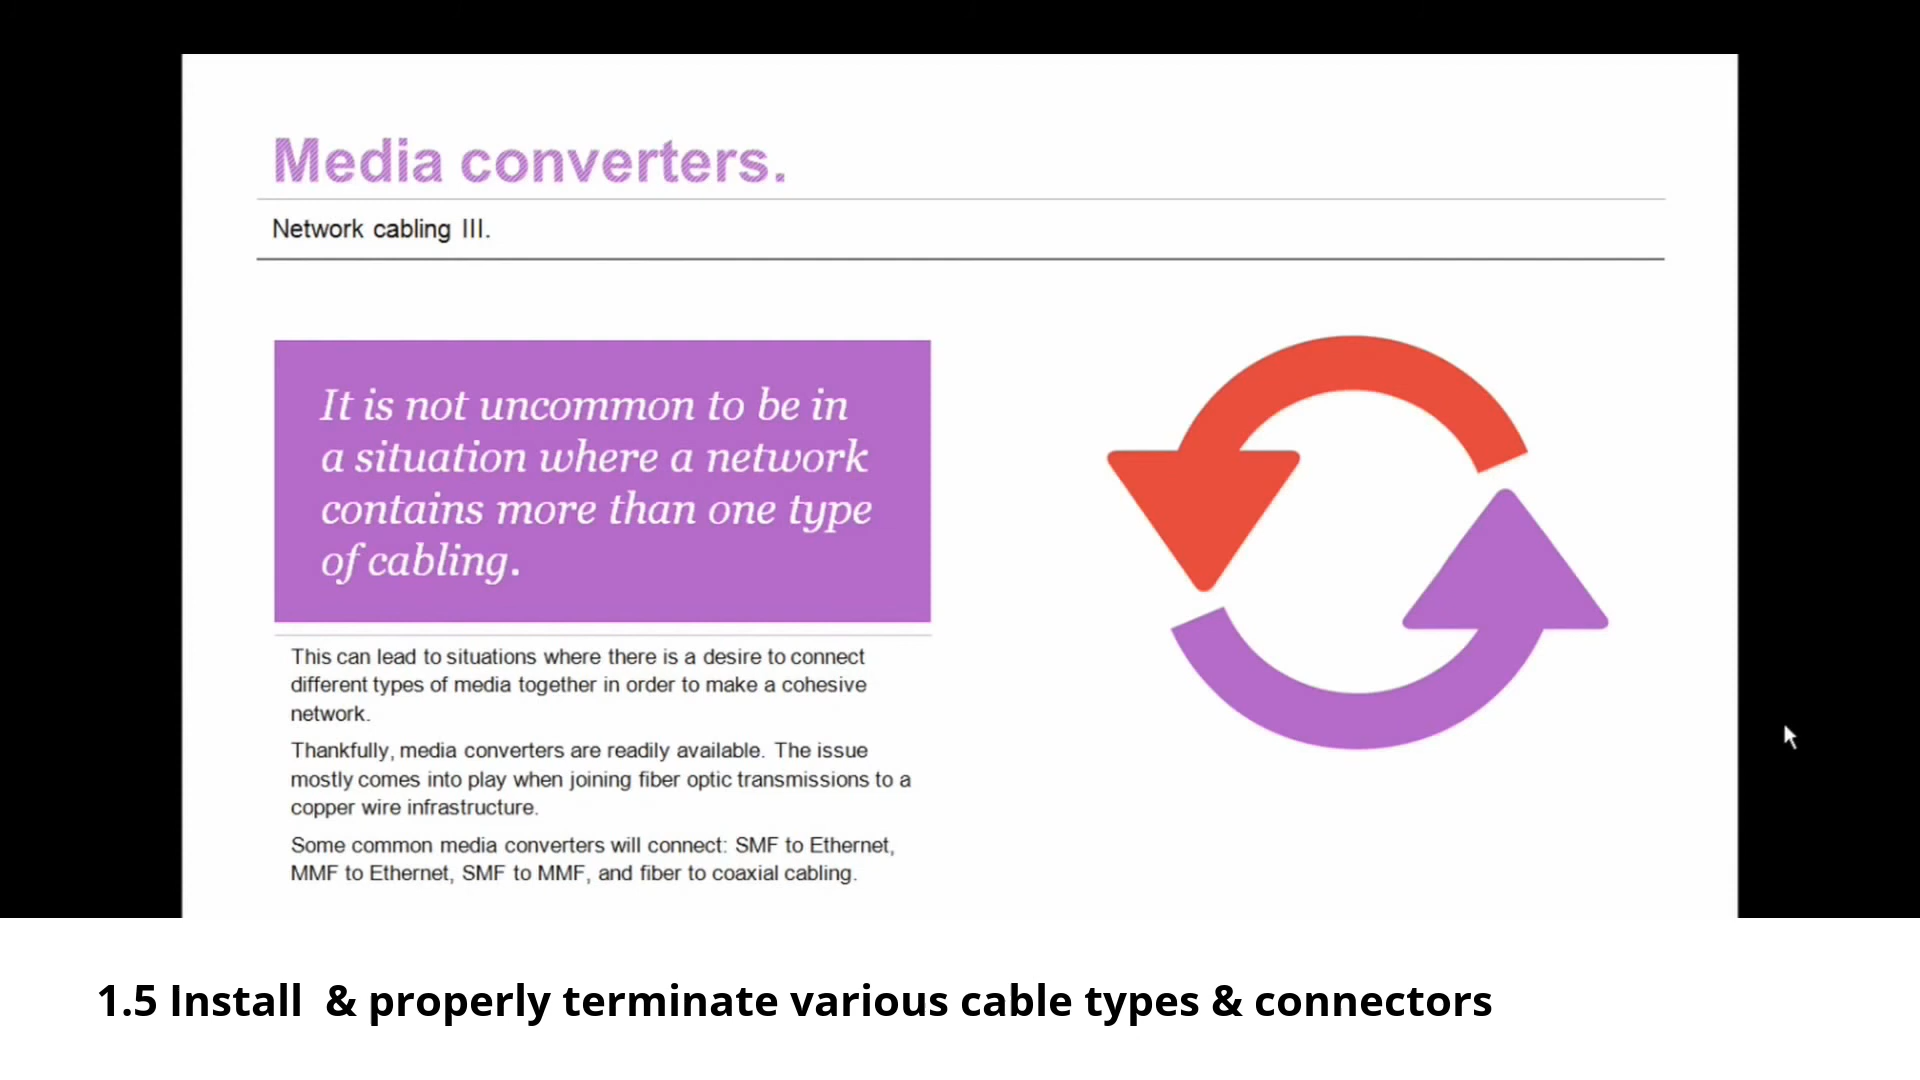 Media converters.
Network cabling III.
It is not uncommon to be in
a situation where a network
contains more than one type
of cabling.
This can lead to situations where there is a desire to connect
different types of media together in order to make a cohesive
network.
Thankfully, media converters are readily available. The issue
mostly comes into play when joining fiber optic transmissions to a
copper wire infrastructure.
Some common media converters will connect: SMF to Ethernet,
MMF to Ethernet, SMF to MMF, and fiber to coaxial cabling.
1.5 Install  & properly terminate various cable types & connectors